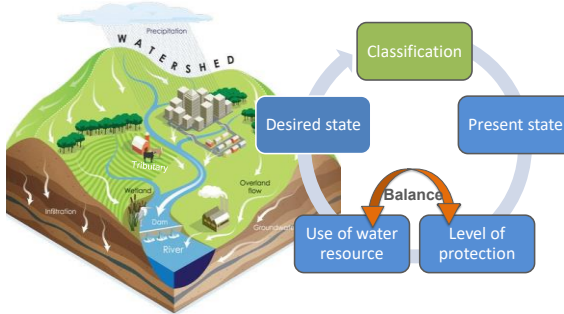 Precipitation
WATERSHED
Tributary
Wetland
Overland
flow
Infiltration
Dam
River
Groundwater
Classification
Desired state
Present state
Balance
Use of water
resource
Level of
protection